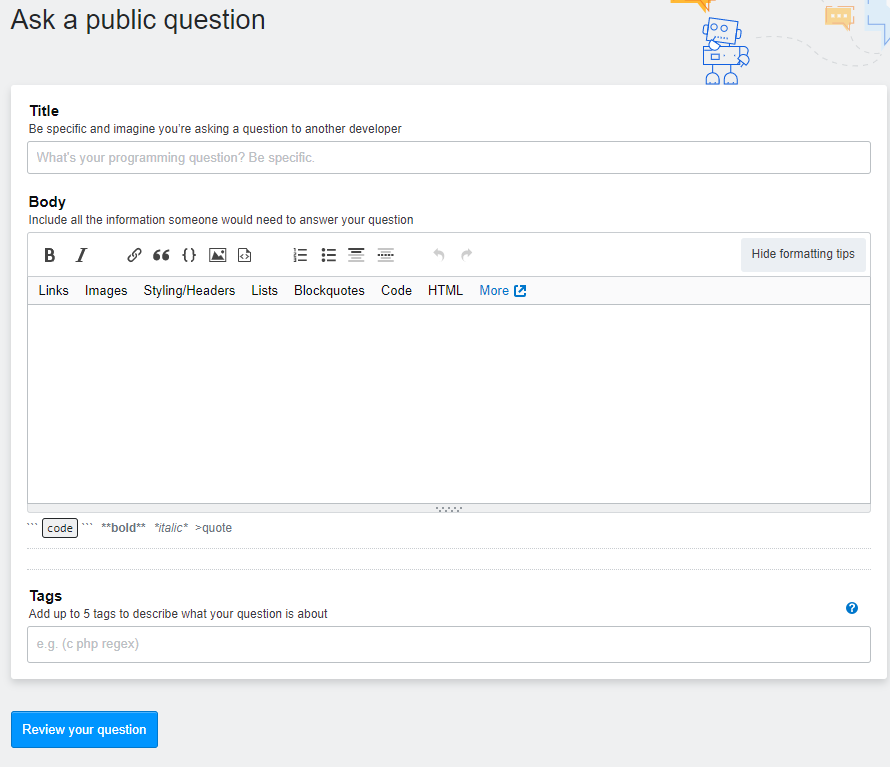 Ask a public question
Title
Be specific and imagine you're asking a question to another developer
What's your programming question? Be specific.
Body
Include all the information someone would need to answer your question
B I Hide formatting tips
Links Images Styling/Headers Lists Blockquotes Code HTML More
``` code ``` **bold** *italic* >quote
Tags
Add up to 5 tags to describe what your question is about
?
e.g. (c php regex)
Review your question